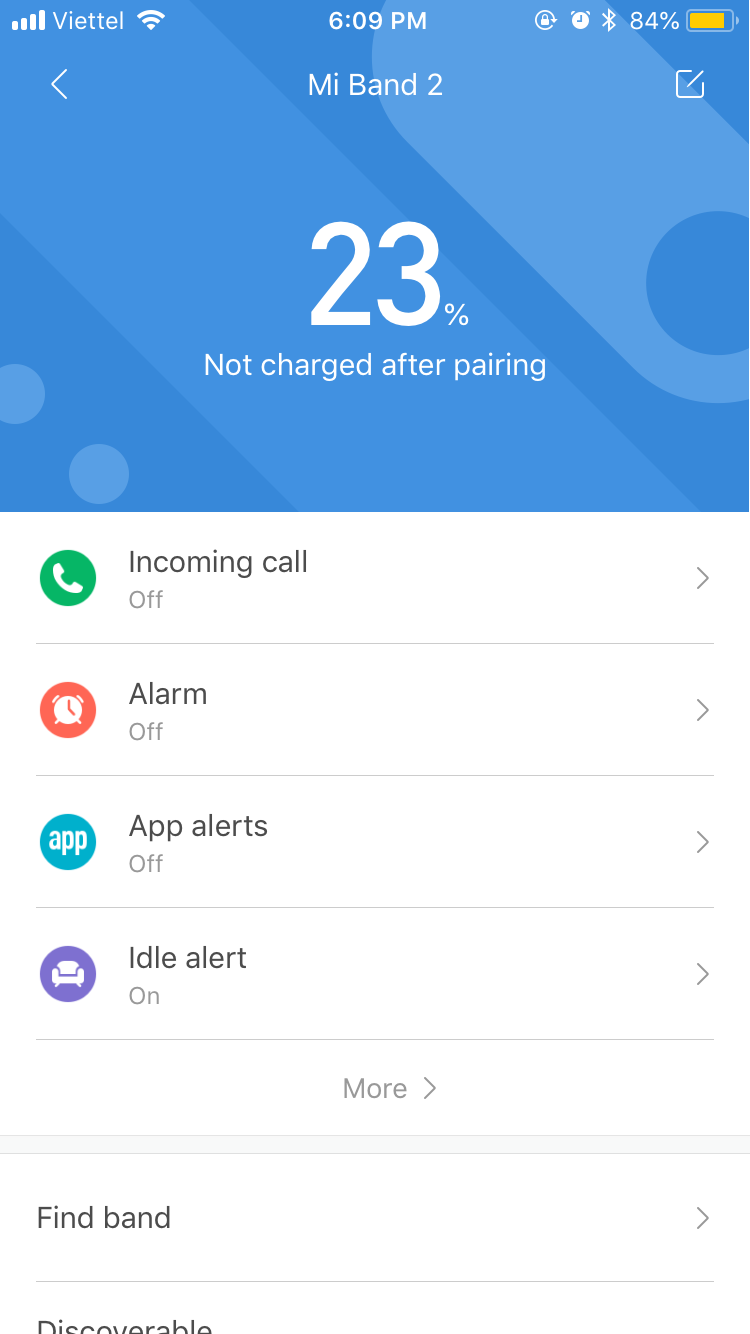 Viettel 6:09 PM 84%
Mi Band 2
23%
Not charged after pairing
Incoming call
Off
Alarm
Off
app
App alerts
Off
Idle alert
On
More
Find band
Discoverable